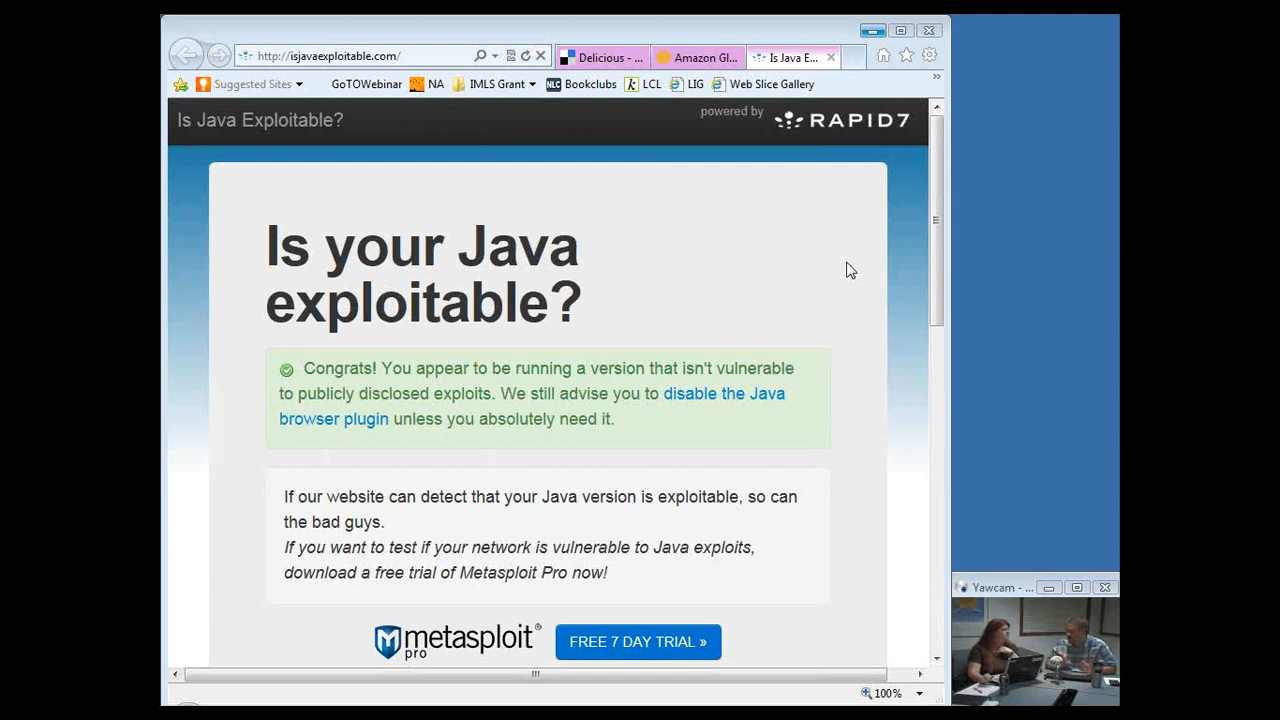 http://isjavaexploitable.com/
Delicious - ...
Amazon Gl...
Is Java E...
Suggested Sites
GoTOWebinar
NA
IMLS Grant
NLC Bookclubs
k LCL
LIG
Web Slice Gallery
Is Java Exploitable?
powered by
RAPID7
Is your Java
exploitable?
Congrats! You appear to be running a version that isn't vulnerable
to publicly disclosed exploits. We still advise you to disable the Java
browser plugin unless you absolutely need it.
If our website can detect that your Java version is exploitable, so can
the bad guys.
If you want to test if your network is vulnerable to Java exploits,
download a free trial of Metasploit Pro now!
metasploit®
pro
FREE 7 DAY TRIAL »
100%
Yawcam - ...